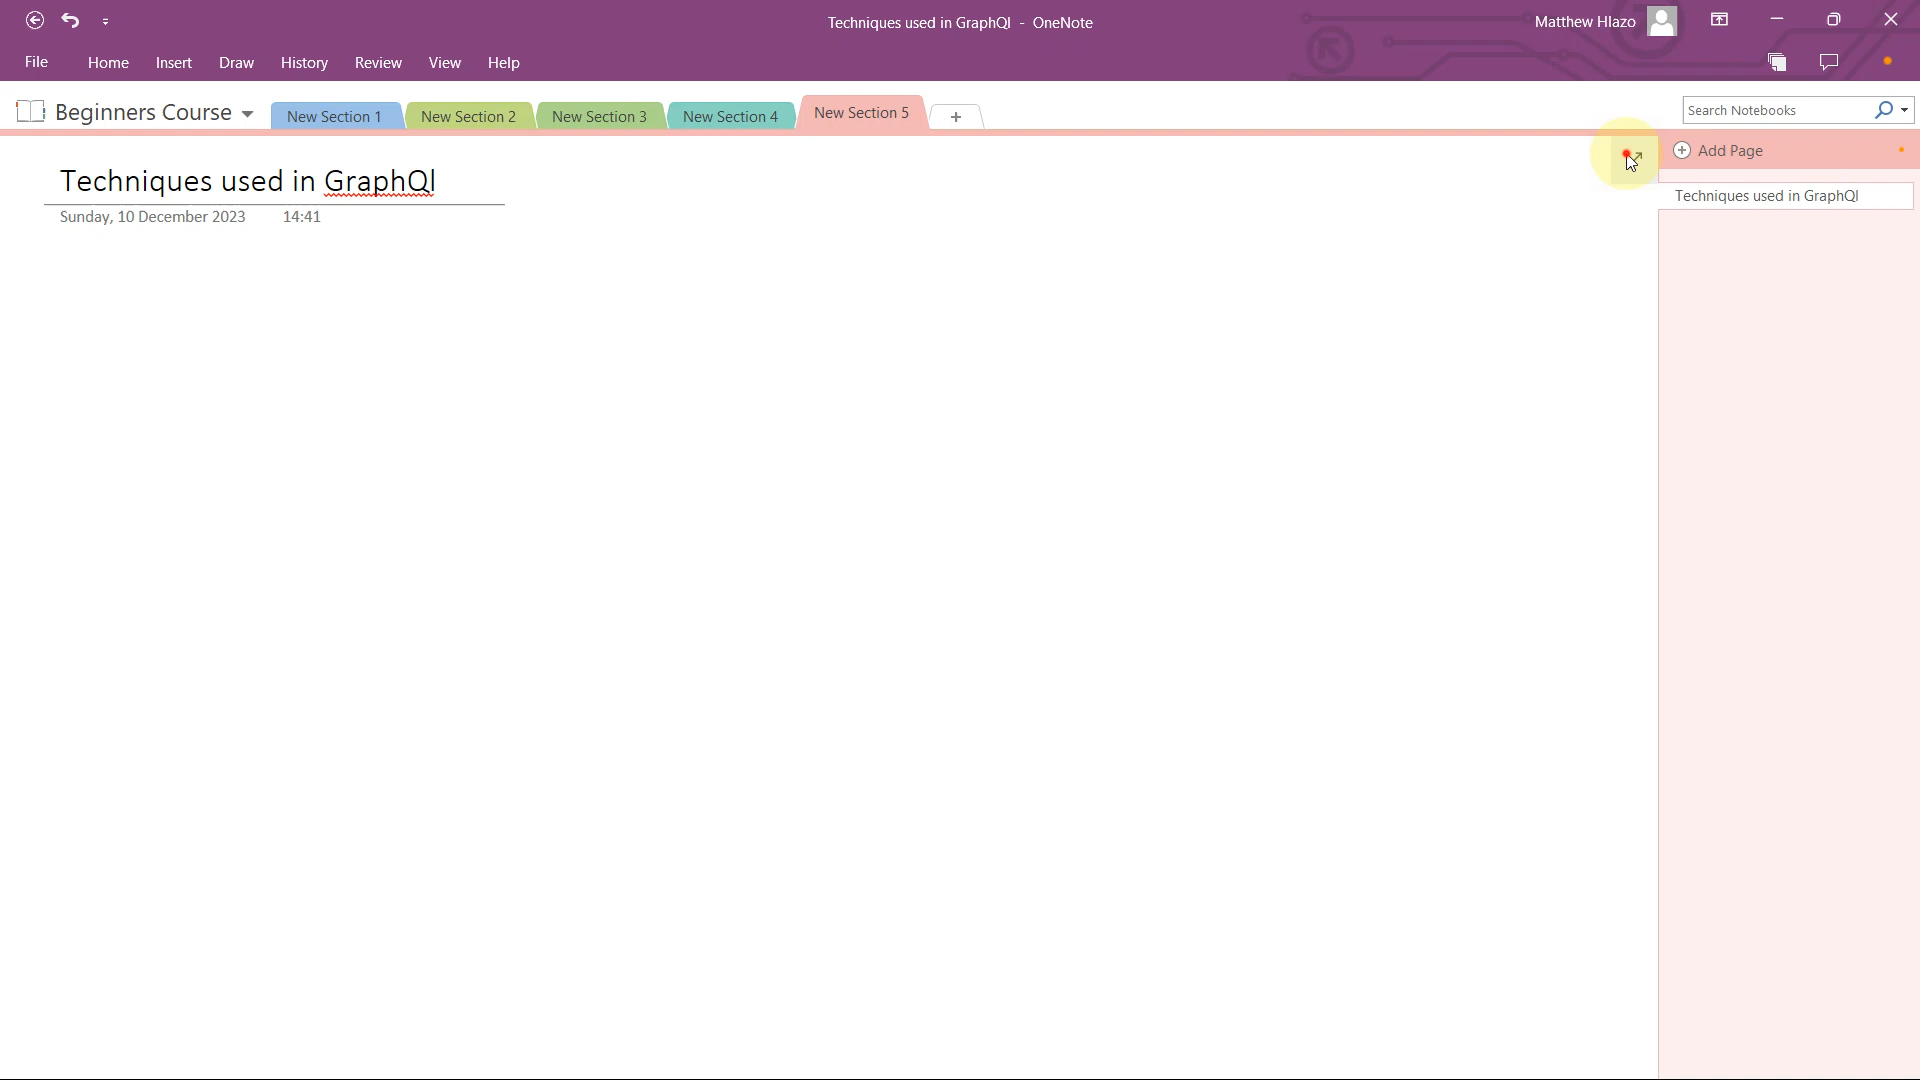 Techniques used in GraphQl - OneNote
Matthew Hlazo
File Home Insert Draw History Review View Help
Beginners Course New Section 1 New Section 2 New Section 3 New Section 4 New Section 5 +
Search Notebooks
Add Page
Techniques used in GraphQl
Techniques used in GraphQl
Sunday, 10 December 2023 14:41